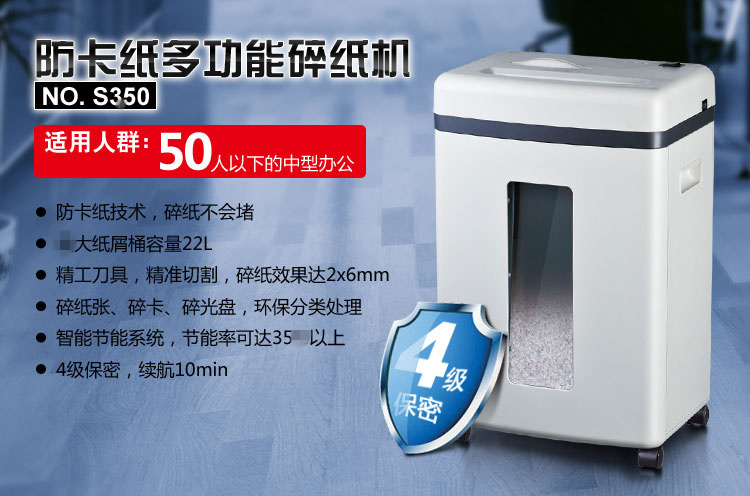 防卡纸多功能碎纸机
NO. S350
适用人群：50人以下的中型办公
防卡纸技术，碎纸不会堵
大纸屑桶容量22L
精工刀具，精准切割，碎纸效果达2x6mm
碎纸张、碎卡、碎光盘，环保分类处理
智能节能系统，节能率可达35 以上
4级保密，续航10min
4级
保密